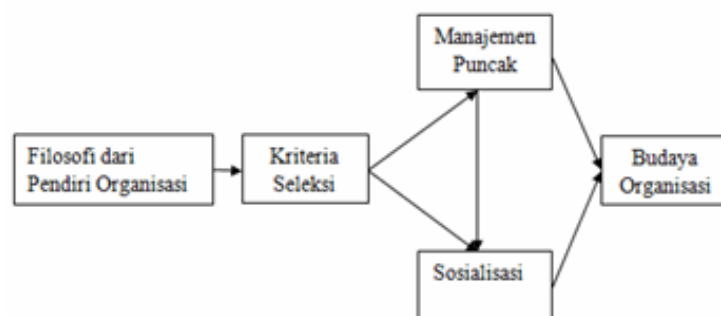 Filosofi dari
Pendiri Organisasi
Kriteria
Seleksi
Manajemen
Puncak
Sosialisasi
Budaya
Organisasi